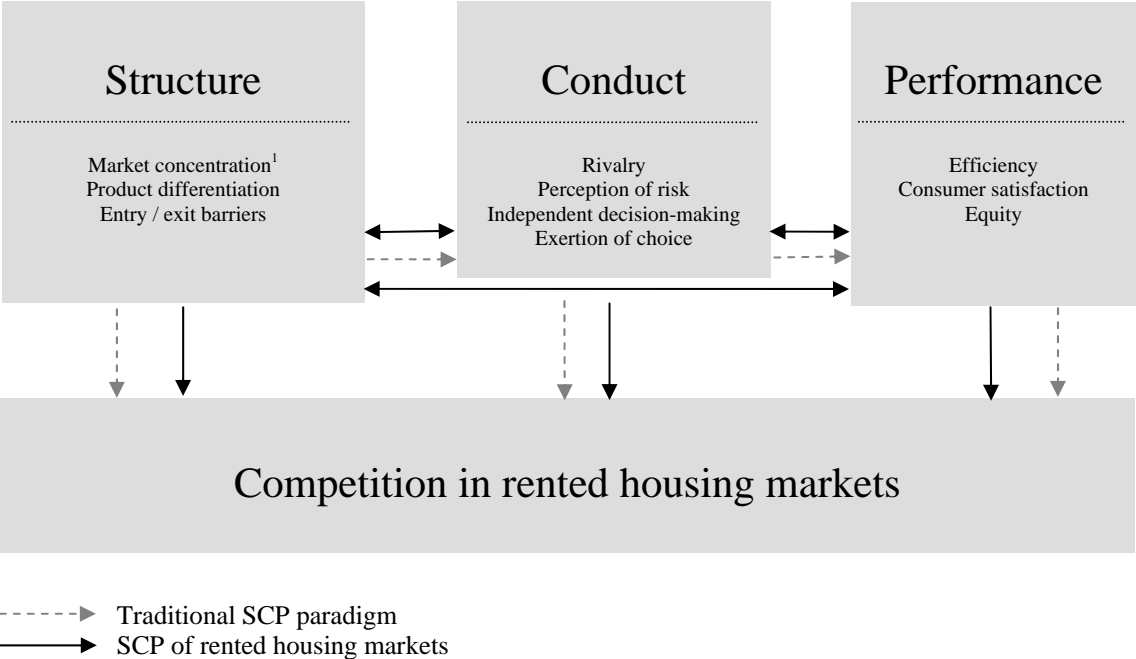 Structure
Market concentration1
Product differentiation
Entry / exit barriers
Conduct
Rivalry
Perception of risk
Independent decision-making
Exertion of choice
Performance
Efficiency
Consumer satisfaction
Equity
Competition in rented housing markets
Traditional SCP paradigm
SCP of rented housing markets